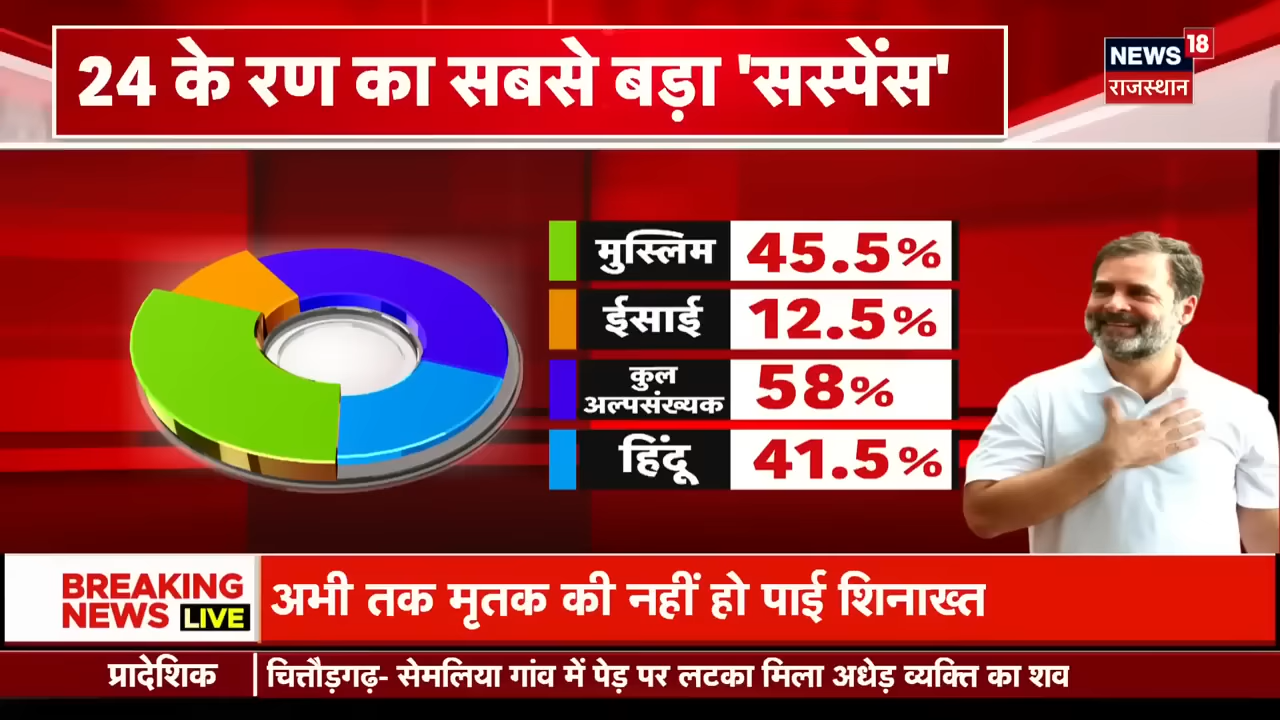 24 के रण का सबसे बड़ा 'सस्पेंस'
NEWS 18
राजस्थान
मुस्लिम 45.5%
ईसाई 12.5%
कुल
अल्पसंख्यक 58%
हिंदू 41.5%
BREAKING
NEWS LIVE
अभी तक मृतक की नहीं हो पाई शिनाख्त
प्रादेशिक
चित्तौड़गढ़- सेमलिया गांव में पेड़ पर लटका मिला अधेड़ व्यक्ति का शव